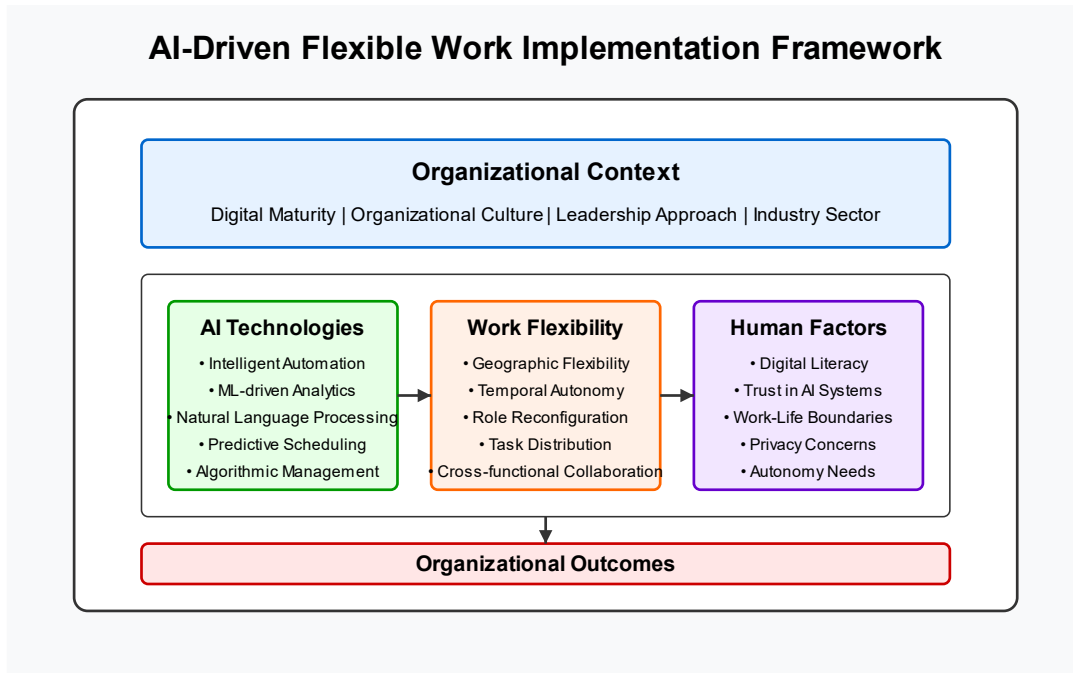 AI-Driven Flexible Work Implementation Framework
Organizational Context
Digital Maturity | Organizational Culture | Leadership Approach | Industry Sector
AI Technologies
• Intelligent Automation
• ML-driven Analytics
• Natural Language Processing
• Predictive Scheduling
• Algorithmic Management
Work Flexibility
• Geographic Flexibility
• Temporal Autonomy
• Role Reconfiguration
• Task Distribution
• Cross-functional Collaboration
Human Factors
• Digital Literacy
• Trust in AI Systems
• Work-Life Boundaries
• Privacy Concerns
• Autonomy Needs
Organizational Outcomes